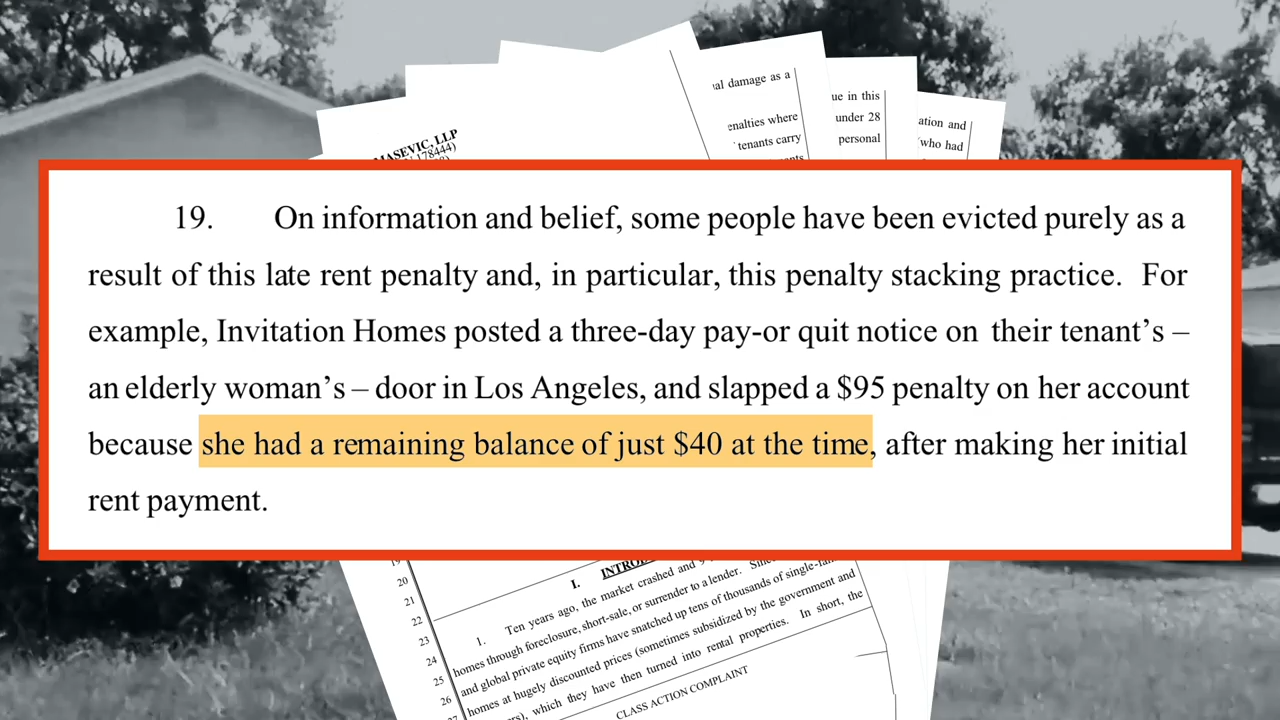 MASEVIC, LLP
178444)
al damage as a
enalties where
tenants carry
ue in this
under 28
personal
ation and
who had
19. On information and belief, some people have been evicted purely as a
result of this late rent penalty and, in particular, this penalty stacking practice. For
example, Invitation Homes posted a three-day pay-or quit notice on their tenant’s –
an elderly woman’s – door in Los Angeles, and slapped a $95 penalty on her account
because she had a remaining balance of just $40 at the time, after making her initial
rent payment.
20
21
22
23
24
25
26
I. INTRO
1. Ten years ago, the market crashed and 9
homes through foreclosure, short-sale, or surrender to a lender. Since
and global private equity firms have snatched up tens of thousands of single-fam
homes at hugely discounted prices (sometimes subsidized by the government and
ers), which they have then turned into rental properties. In short, the
CLASS ACTION COMPLAINT